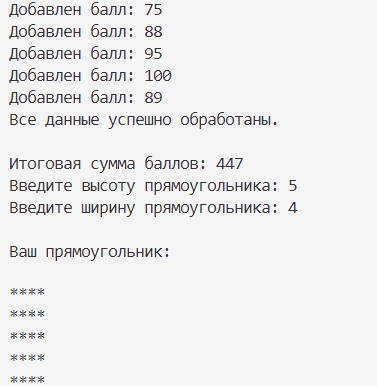 Добавлен балл: 75
Добавлен балл: 88
Добавлен балл: 95
Добавлен балл: 100
Добавлен балл: 89
Все данные успешно обработаны.
Итоговая сумма баллов: 447
Введите высоту прямоугольника: 5
Введите ширину прямоугольника: 4
Ваш прямоугольник:
****
****
****
****
****